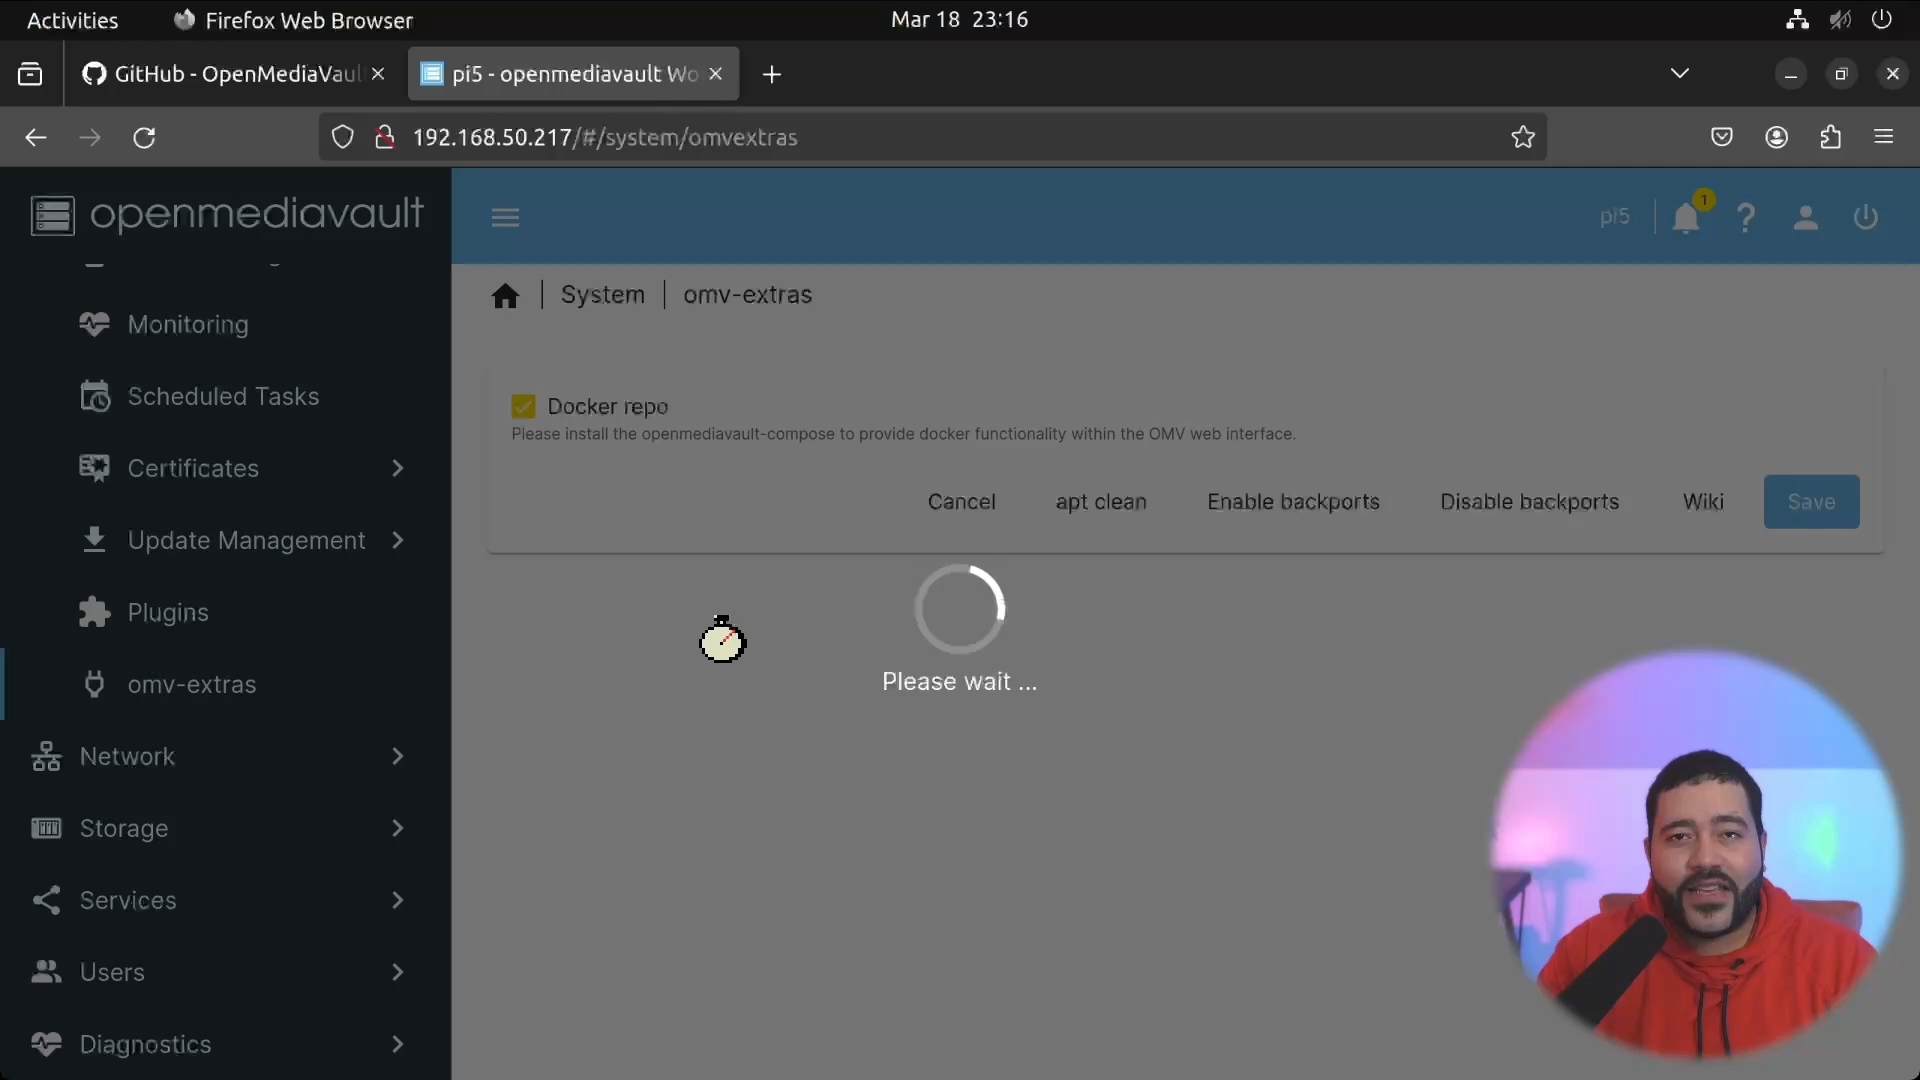 Activities
Firefox Web Browser
Mar 18 23:16
GitHub - OpenMediaVaul
pi5 - openmediavault Wo
192.168.50.217/#/system/omvextras
openmediavault
pi5
1
System | omv-extras
Monitoring
Scheduled Tasks
Certificates
Update Management
Plugins
omv-extras
Network
Storage
Services
Users
Diagnostics
Docker repo
Please install the openmediavault-compose to provide docker functionality within the OMV web interface.
Cancel
apt clean
Enable backports
Disable backports
Wiki
Save
Please wait ...